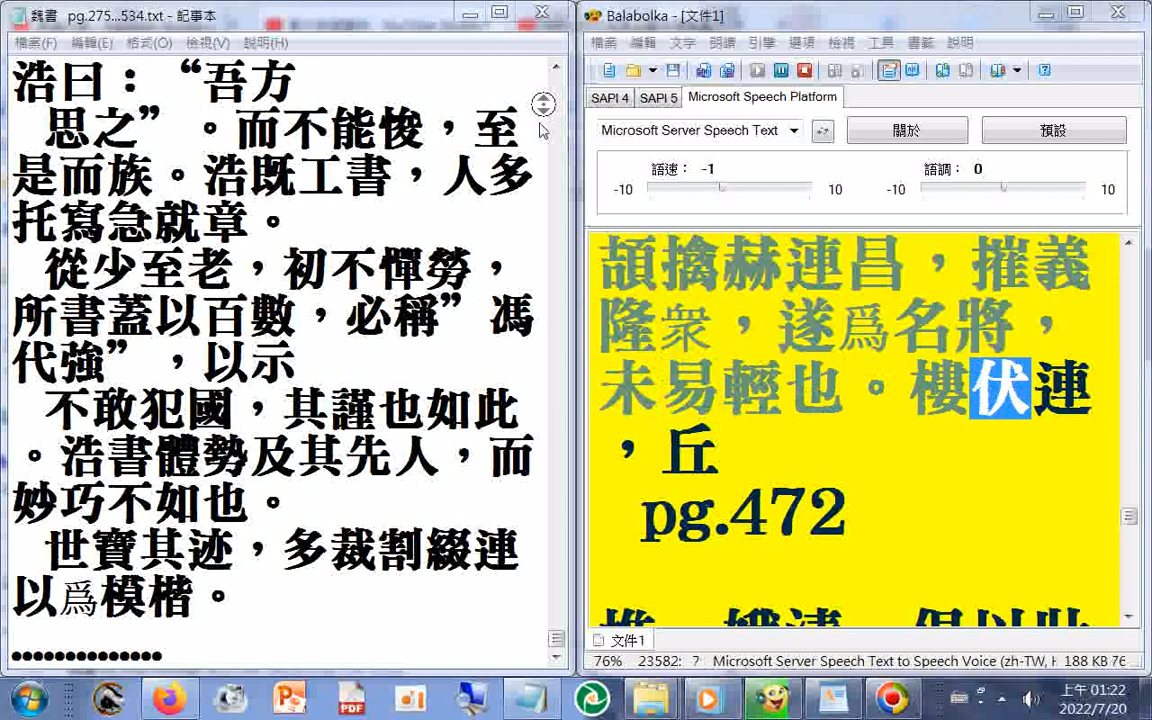 魏書 pg.275...534.txt - 記事本
檔案(F) 編輯(E) 格式(O) 檢視(V) 說明(H)
浩曰：“吾方
思之”。而不能悛，至
是而族。浩既工書，人多
托寫急就章。
從少至老，初不憚勞，
所書蓋以百數，必稱”馮
代強”，以示
不敢犯國，其謹也如此
。浩書體勢及其先人，而
妙巧不如也。
世寶其迹，多裁割綴連
以爲模楷。
••••••••••••••
Balabolka - [文件1]
檔案 編輯 文字 朗讀 引擎 選項 檢視 工具 書籤 說明
SAPI 4 SAPI 5 Microsoft Speech Platform
Microsoft Server Speech Text 關於 預設
語速： -1 語調： 0
-10 10 -10 10
頡擒赫連昌，摧義
隆衆，遂爲名將，
未易輕也。樓伏連
，丘
pg.472
文件1
76% 23582: ? Microsoft Server Speech Text to Speech Voice (zh-TW, H 188 KB 76
上午 01:22
2022/7/20